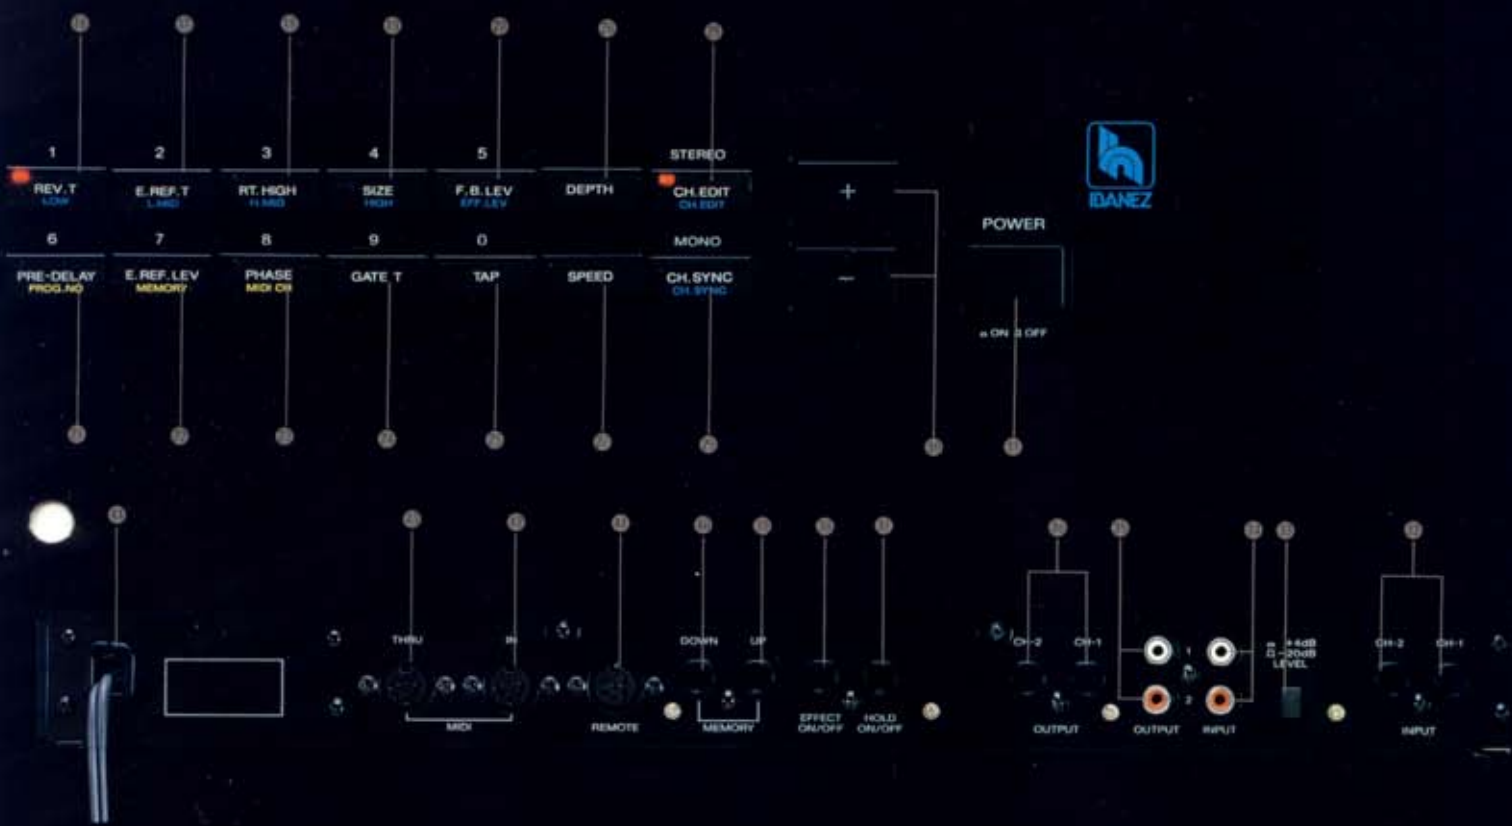 1 2 3 4 5 STEREO
REV.T E.REF.T RT.HIGH SIZE F.B.LEV DEPTH CH.EDIT +
LOW L.MID H.MID HIGH EFF.LEV CH.EDIT
IBANEZ
POWER
6 7 8 9 0 MONO
PRE-DELAY E.REF.LEV PHASE GATE T TAP SPEED CH.SYNC −
PROG.NO MEMORY MIDI CH CH.SYNC
ON OFF
THRU IN DOWN UP CH-2 CH-1 1 +4dB CH-2 CH-1
-20dB
LEVEL
2
MIDI REMOTE MEMORY EFFECT ON/OFF HOLD ON/OFF OUTPUT OUTPUT INPUT INPUT